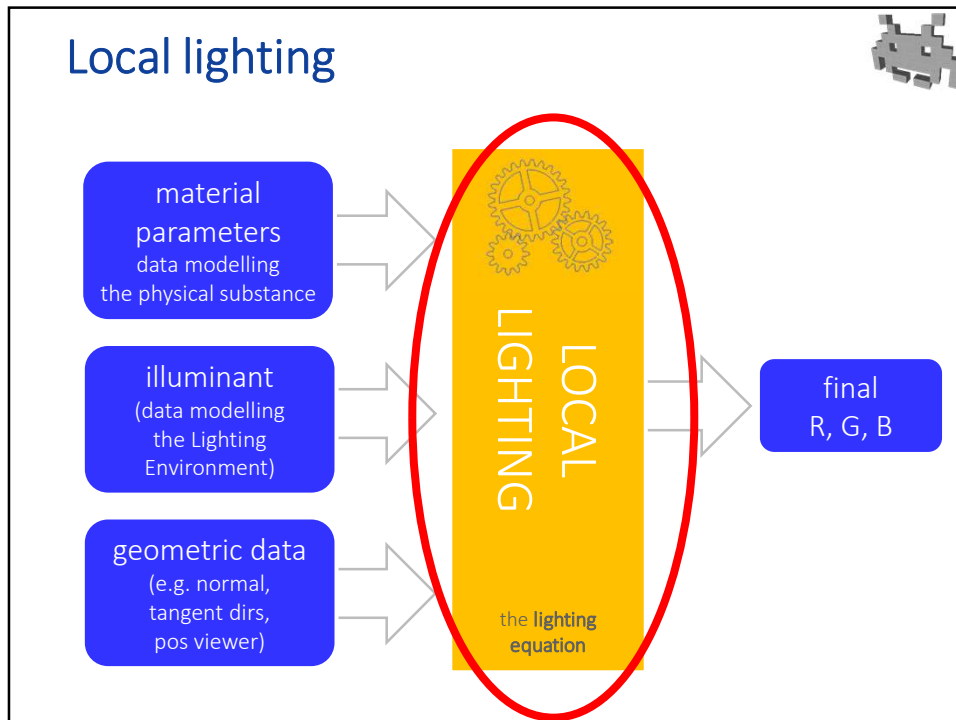 Local lighting
material
parameters
data modelling
the physical substance
illuminant
(data modelling
the Lighting
Environment)
geometric data
(e.g. normal,
tangent dirs,
pos viewer)
LOCAL
LIGHTING
the lighting
equation
final
R, G, B